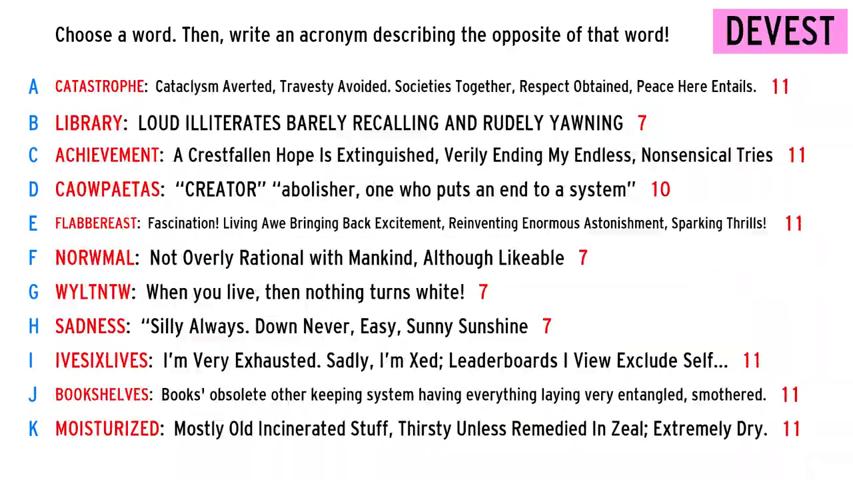 Choose a word. Then, write an acronym describing the opposite of that word!
DEVEST
A CATASTROPHE: Cataclysm Averted, Travesty Avoided. Societies Together, Respect Obtained, Peace Here Entails. 11
B LIBRARY: LOUD ILLITERATES BARELY RECALLING AND RUDELY YAWNING 7
C ACHIEVEMENT: A Crestfallen Hope Is Extinguished, Verily Ending My Endless, Nonsensical Tries 11
D CAOWPAETAS: “CREATOR” “abolisher, one who puts an end to a system” 10
E FLABBEREAST: Fascination! Living Awe Bringing Back Excitement, Reinventing Enormous Astonishment, Sparking Thrills! 11
F NORWMAL: Not Overly Rational with Mankind, Although Likeable 7
G WYLTNTW: When you live, then nothing turns white! 7
H SADNESS: “Silly Always. Down Never, Easy, Sunny Sunshine 7
I IVESIXLIVES: I'm Very Exhausted. Sadly, I'm Xed; Leaderboards I View Exclude Self... 11
J BOOKSHELVES: Books' obsolete other keeping system having everything laying very entangled, smothered. 11
K MOISTURIZED: Mostly Old Incinerated Stuff, Thirsty Unless Remedied In Zeal; Extremely Dry. 11